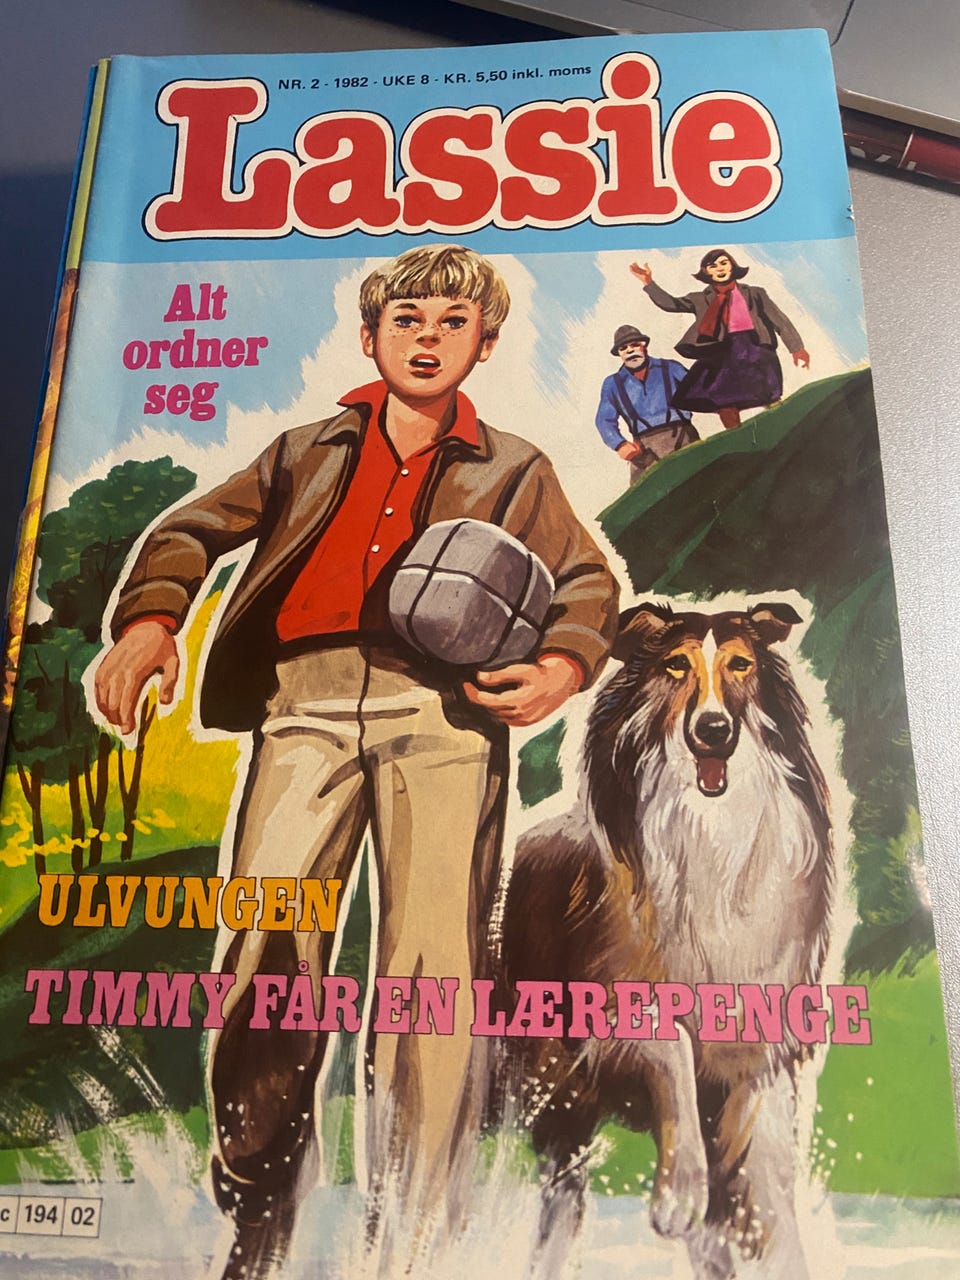 NR. 2 - 1982 - UKE 8 - KR. 5,50 inkl. moms
Lassie
Alt
ordner
seg
ULVUNGEN
TIMMY FÅR EN LÆREPENGE
c 194 02